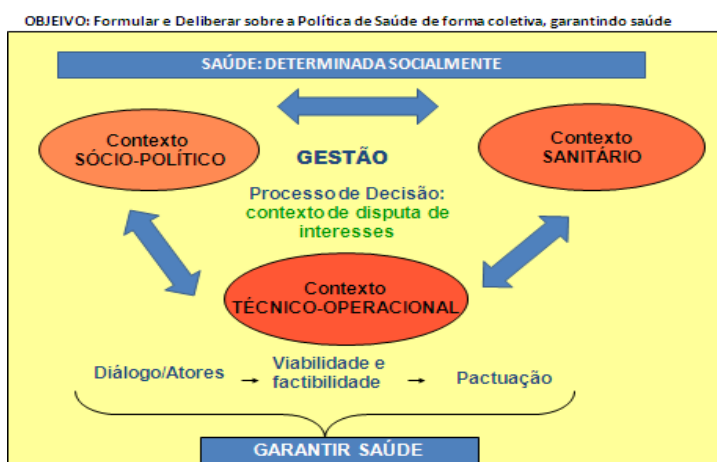 OBJEIVO: Formular e Deliberar sobre a Política de Saúde de forma coletiva, garantindo saúde
SAÚDE: DETERMINADA SOCIALMENTE
Contexto
SÓCIO-POLÍTICO
Contexto
SANITÁRIO
GESTÃO
Processo de Decisão:
contexto de disputa de
interesses
Contexto
TÉCNICO-OPERACIONAL
Diálogo/Atores
Viabilidade e
factibilidade
Pactuação
GARANTIR SAÚDE